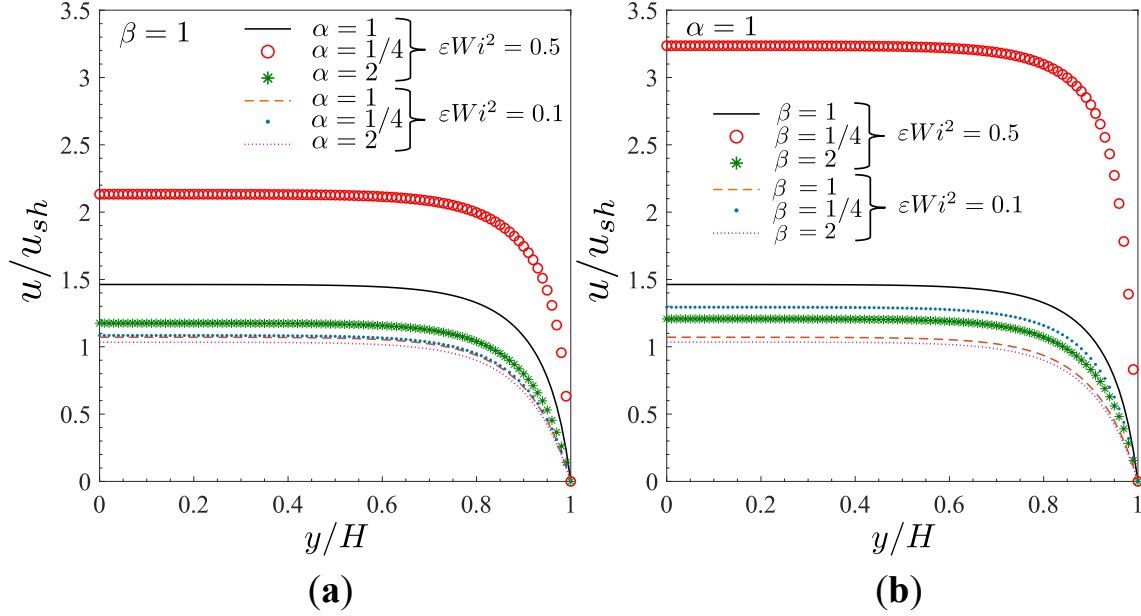 β = 1
α = 1
α = 1/4
α = 2
εWi² = 0.5
α = 1
α = 1/4
α = 2
εWi² = 0.1
3.5
3
2.5
2
1.5
1
0.5
0
u/u_sh
0 0.2 0.4 0.6 0.8 1
y/H
(a)
α = 1
β = 1
β = 1/4
β = 2
εWi² = 0.5
β = 1
β = 1/4
β = 2
εWi² = 0.1
3.5
3
2.5
2
1.5
1
0.5
0
u/u_sh
0 0.2 0.4 0.6 0.8 1
y/H
(b)